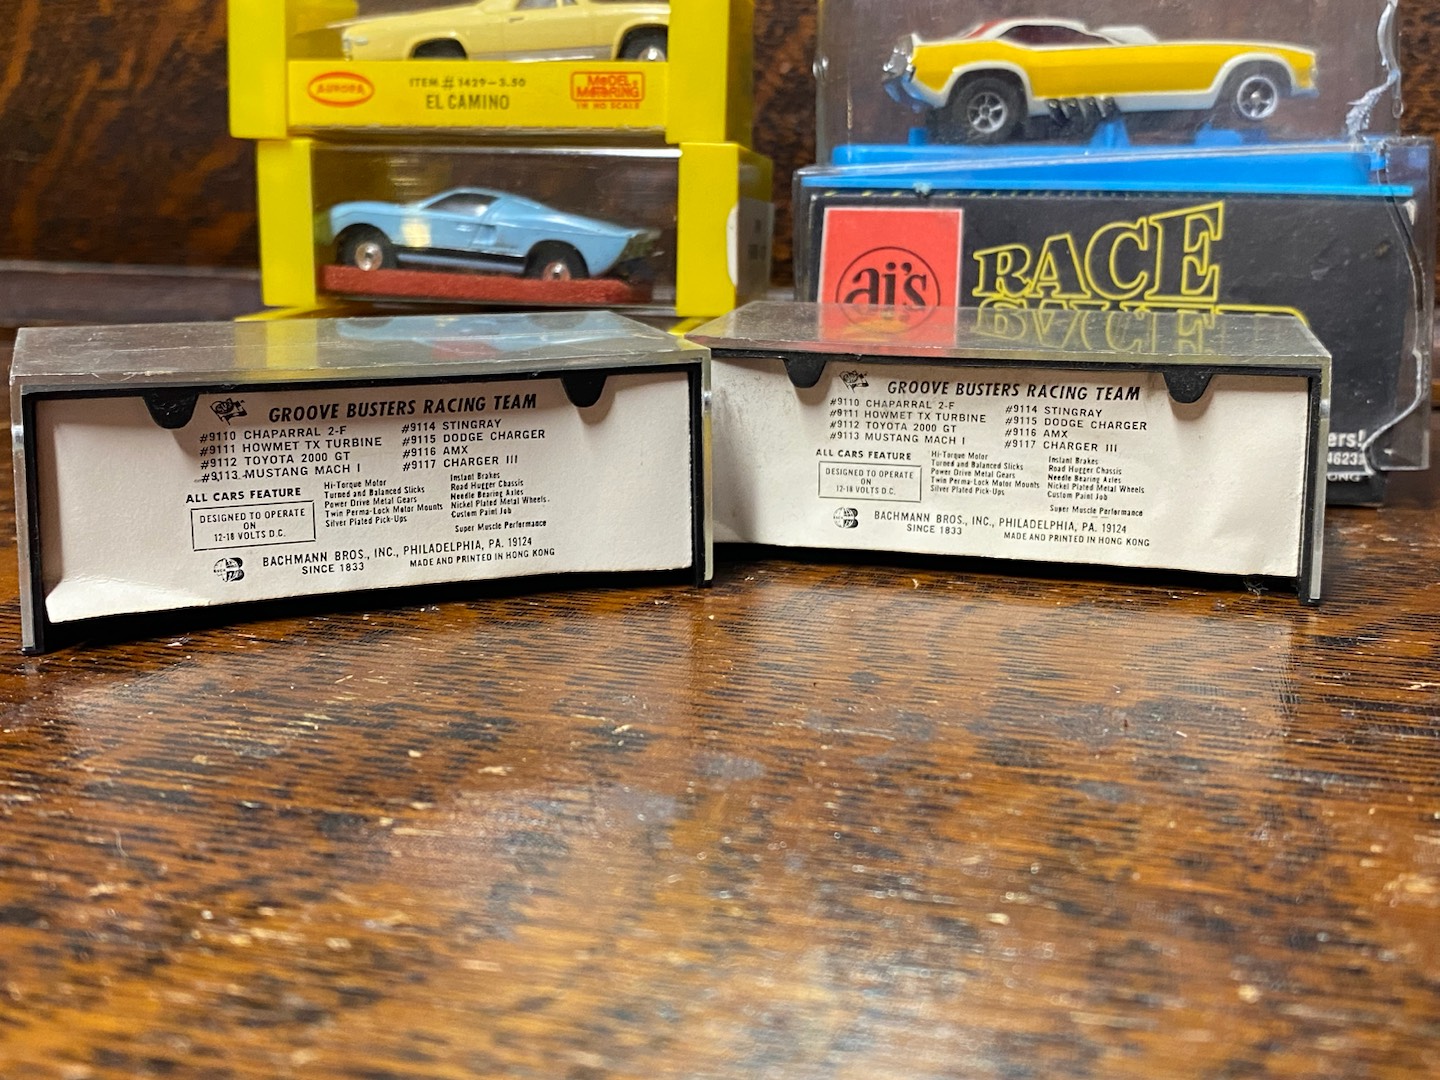 AURORA
ITEM # 1429-3.50
EL CAMINO
MODEL
MOTORING
IN HO SCALE
aj's
RACE
GROOVE BUSTERS RACING TEAM
#9110 CHAPARRAL 2-F
#9111 HOWMET TX TURBINE
#9112 TOYOTA 2000 GT
#9113 MUSTANG MACH I
#9114 STINGRAY
#9115 DODGE CHARGER
#9116 AMX
#9117 CHARGER III
ALL CARS FEATURE
DESIGNED TO OPERATE
ON
12-18 VOLTS D.C.
Hi-Torque Motor
Turned and Balanced Slicks
Power Drive Metal Gears
Twin Perma-Lock Motor Mounts
Silver Plated Pick-Ups
Instant Brakes
Road Hugger Chassis
Needle Bearing Axles
Nickel Plated Metal Wheels
Custom Paint Job
Super Muscle Performance
BACHMANN BROS., INC., PHILADELPHIA, PA. 19124
SINCE 1833
MADE AND PRINTED IN HONG KONG
GROOVE BUSTERS RACING TEAM
#9110 CHAPARRAL 2-F
#9111 HOWMET TX TURBINE
#9112 TOYOTA 2000 GT
#9113 MUSTANG MACH I
#9114 STINGRAY
#9115 DODGE CHARGER
#9116 AMX
#9117 CHARGER III
ALL CARS FEATURE
DESIGNED TO OPERATE
ON
12-18 VOLTS D.C.
Hi-Torque Motor
Turned and Balanced Slicks
Power Drive Metal Gears
Twin Perma-Lock Motor Mounts
Silver Plated Pick-Ups
Instant Brakes
Road Hugger Chassis
Needle Bearing Axles
Nickel Plated Metal Wheels
Custom Paint Job
Super Muscle Performance
BACHMANN BROS., INC., PHILADELPHIA, PA. 19124
SINCE 1833
MADE AND PRINTED IN HONG KONG
ers!
4623
ONG